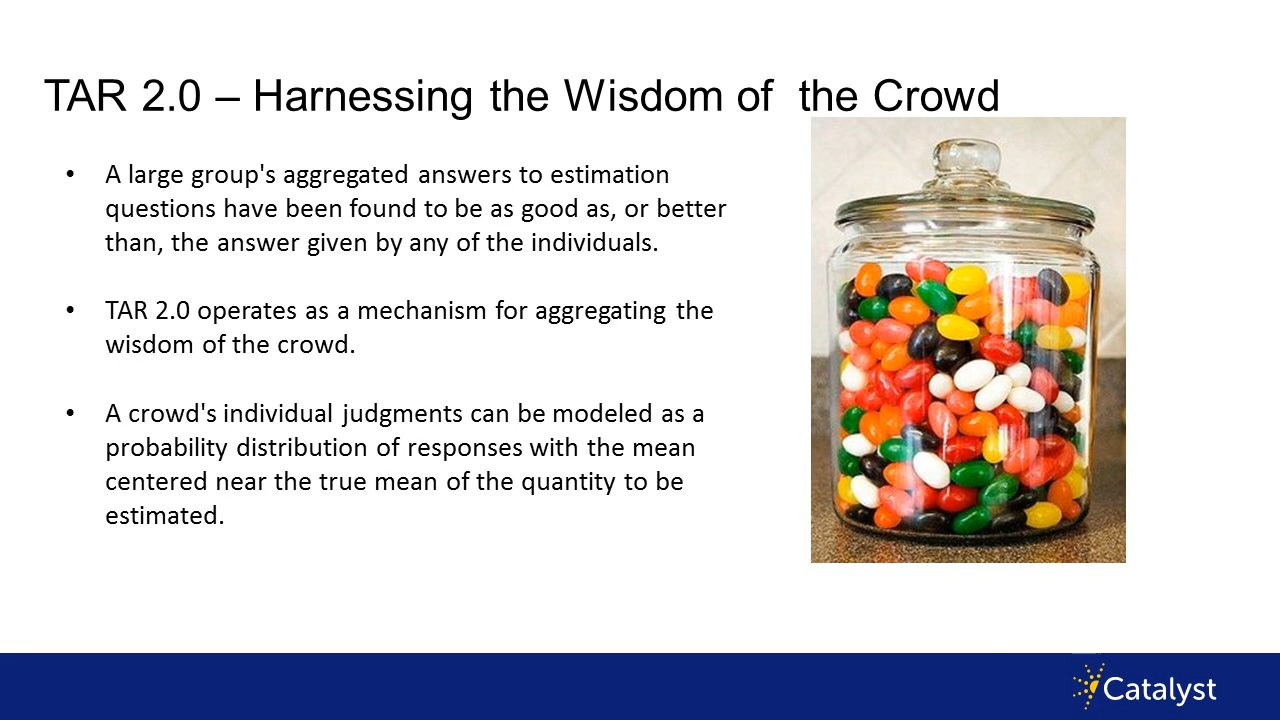 TAR 2.0 – Harnessing the Wisdom of  the Crowd
• A large group's aggregated answers to estimation
questions have been found to be as good as, or better
than, the answer given by any of the individuals.
• TAR 2.0 operates as a mechanism for aggregating the
wisdom of the crowd.
• A crowd's individual judgments can be modeled as a
probability distribution of responses with the mean
centered near the true mean of the quantity to be
estimated.
Catalyst